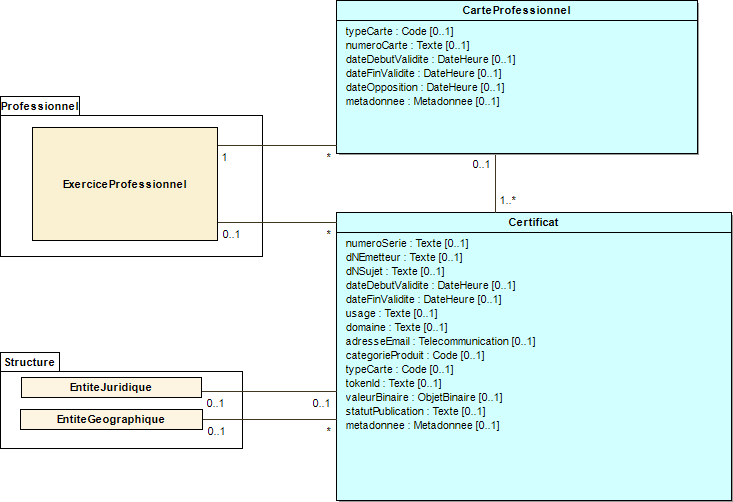 CarteProfessionnel
typeCarte : Code [0..1]
numeroCarte : Texte [0..1]
dateDebutValidite : DateHeure [0..1]
dateFinValidite : DateHeure [0..1]
dateOpposition : DateHeure [0..1]
metadonnee : Metadonnee [0..1]
Professionnel
ExerciceProfessionnel
1
*
0..1
1..*
0..1
*
Certificat
numeroSerie : Texte [0..1]
dNEmetteur : Texte [0..1]
dNSujet : Texte [0..1]
dateDebutValidite : DateHeure [0..1]
dateFinValidite : DateHeure [0..1]
usage : Texte [0..1]
domaine : Texte [0..1]
adresseEmail : Telecommunication [0..1]
categorieProduit : Code [0..1]
typeCarte : Code [0..1]
tokenId : Texte [0..1]
valeurBinaire : ObjetBinaire [0..1]
statutPublication : Texte [0..1]
metadonnee : Metadonnee [0..1]
Structure
EntiteJuridique
0..1
0..1
EntiteGeographique
0..1
*